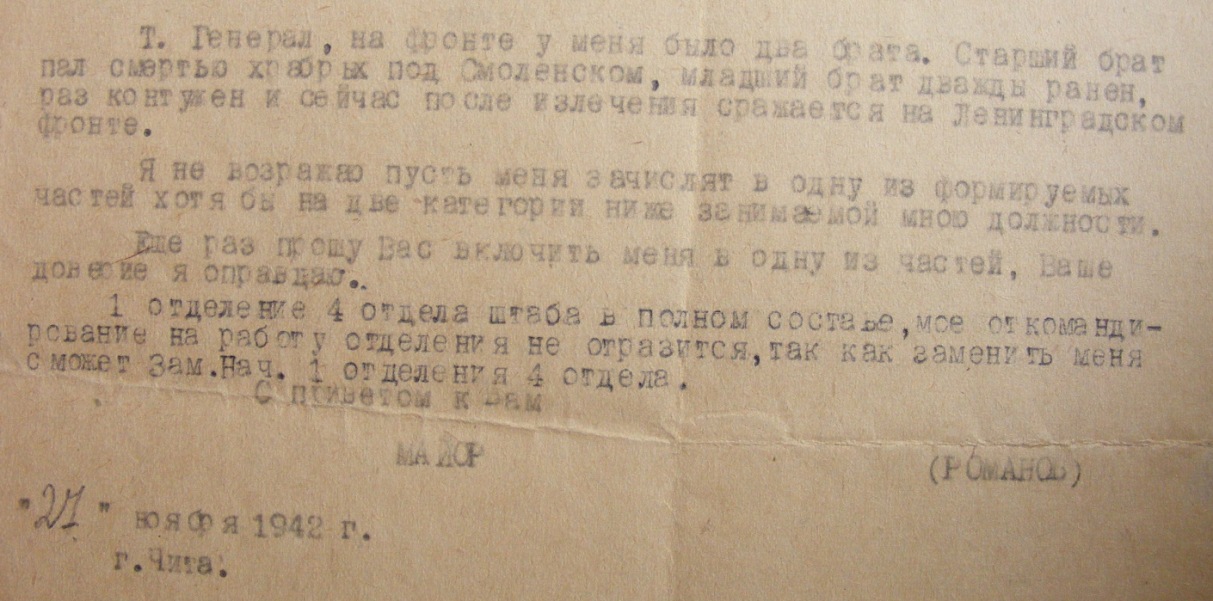 Т. Генерал, на фронте у меня было два брата. Старший брат
пал смертью храбрых под Смоленском, младший брат дважды ранен,
раз контужен и сейчас после излечения сражается на Ленинградском
фронте.
Я не возражаю пусть меня зачислят в одну из формируемых
частей хотя бы на две категории ниже занимаемой мною должности.
Еще раз прошу Вас включить меня в одну из частей, Ваше
доверие я оправдаю..
1 отделение 4 отдела штаба в полном составе,мое откоманди-
рование на работу отделения не отразится,так как заменить меня
сможет Зам.Нач. 1 отделения 4 отдела.
С приветом к Вам
МАЙОР (РОМАНОВ)
"21" ноября 1942 г.
г.Чита.